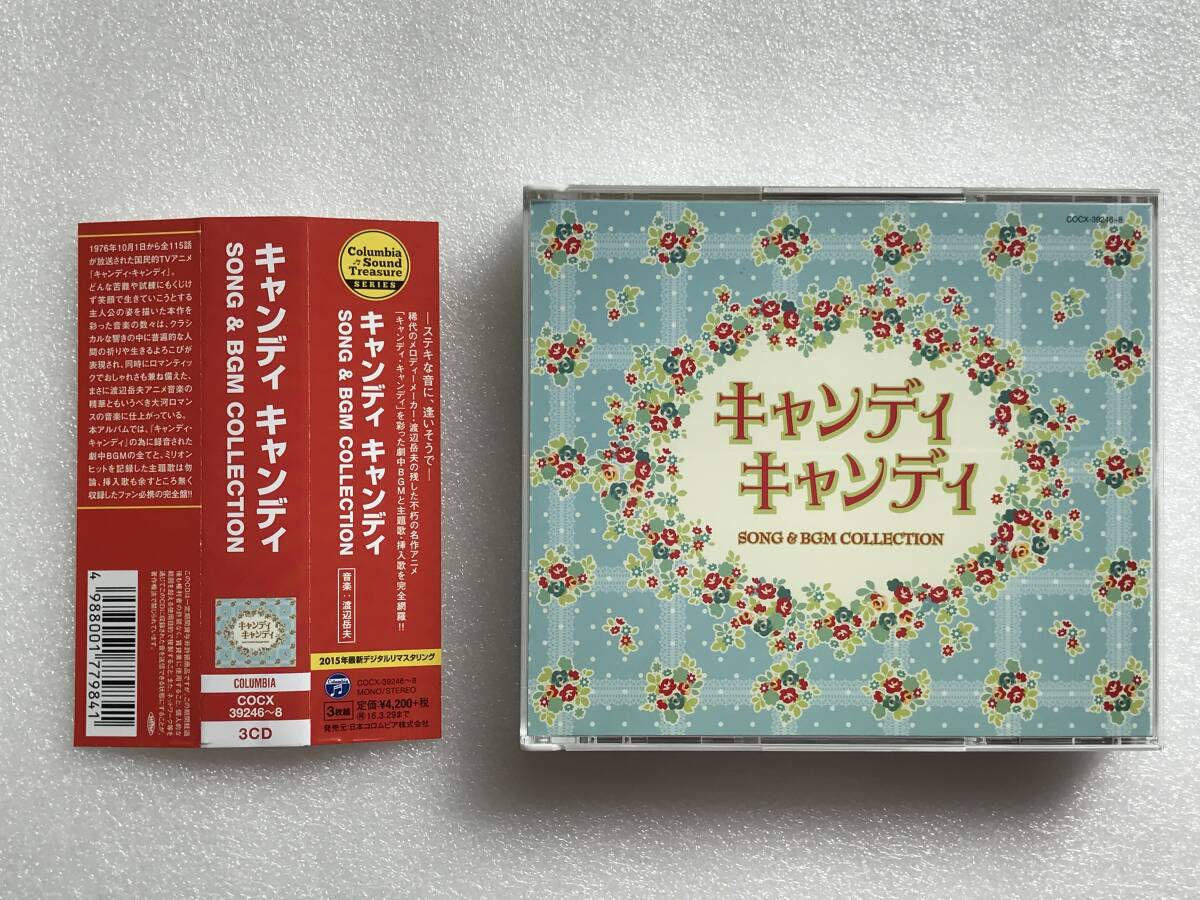 1976年10月1日から全115話
が放送された国民的TVアニメ
「キャンディ・キャンディ」。
どんな苦難や試練にもくじけ
ず笑顔で生きていこうとする
主人公の姿を描いた本作を
彩った音楽の数々は、クラシ
カルな響きの中に普遍的な人
間の祈りや生きるよろこびが
表現され、同時にロマンティッ
クでおしゃれさも兼ね備えた、
まさに渡辺岳夫アニメ音楽の
精華ともいうべき大河ロマン
スの音楽に仕上がっている。
本アルバムでは、『キャンディ・
キャンディ』の為に録音された
劇中BGMの全てと、ミリオン
ヒットを記録した主題歌は勿
論、挿入歌も余すところ無く
収録したファン必携の完全盤!!
4 988001 779841
キャンディ キャンディ
SONG & BGM COLLECTION
COLUMBIA
COCX
39246~8
3CD
Columbia
Sound
Treasure
SERIES
―ステキな音に、逢いそうで―
稀代のメロディーメーカー・渡辺岳夫の残した不朽の名作アニメ
「キャンディ・キャンディ」を彩った劇中BGMと主題歌・挿入歌を完全網羅!!
キャンディ キャンディ
SONG & BGM COLLECTION
音楽:渡辺岳夫
キャンディ
キャンディ
2015年最新デジタルリマスタリング
Columbia
COCX-39246~8
MONO/STEREO
3枚組
定価:¥4,200+税
16.3.29まで
発売元:日本コロムビア株式会社
COCX-39246~8
キャンディ
キャンディ
SONG & BGM COLLECTION